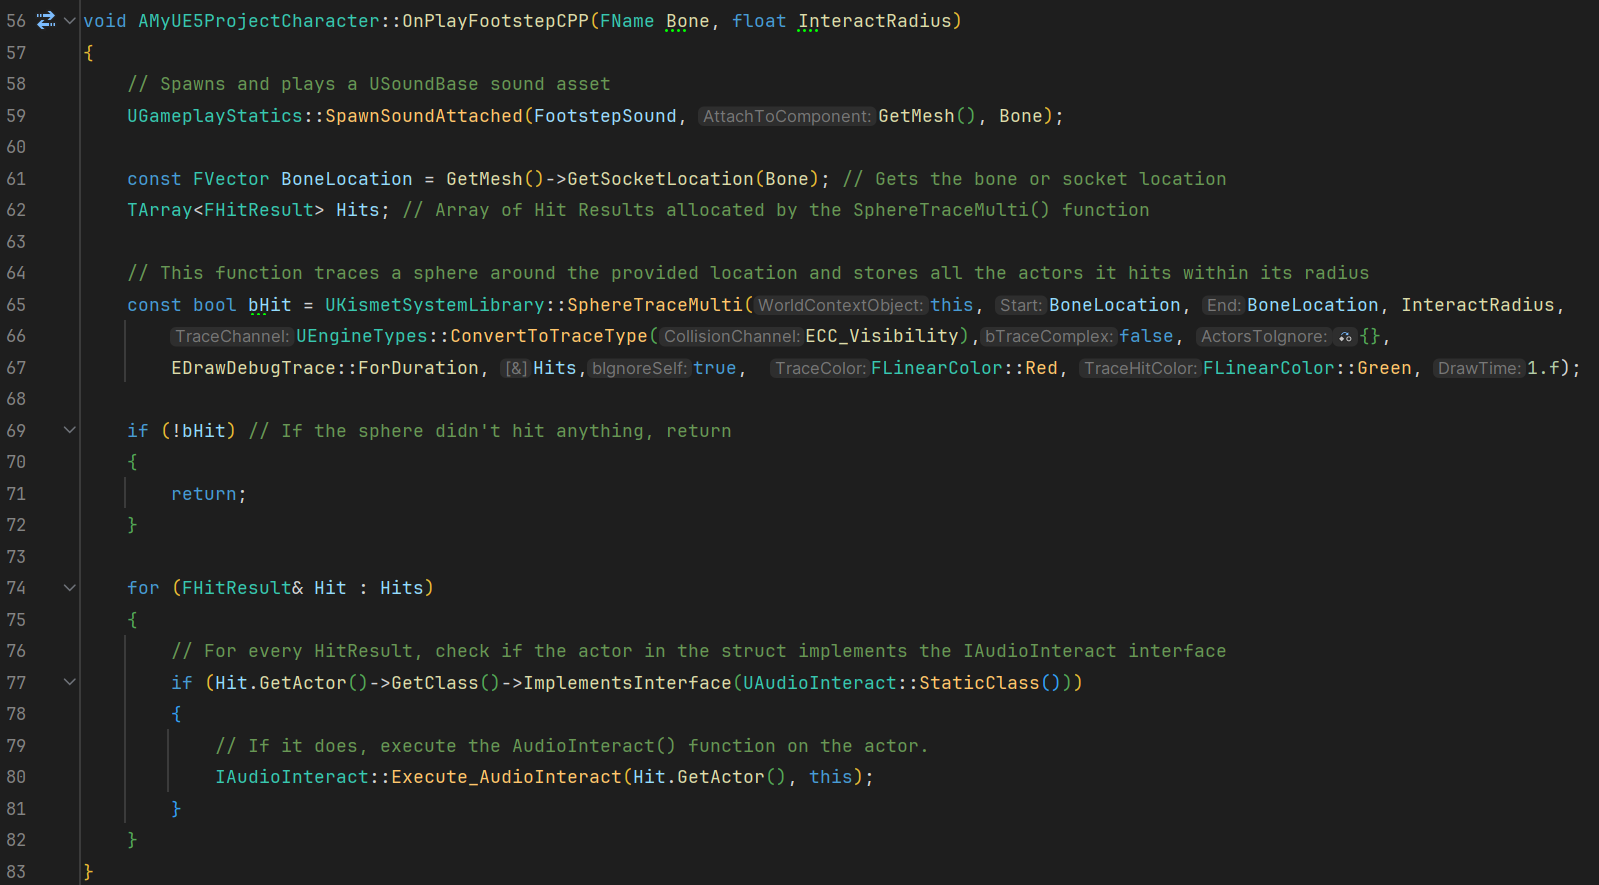 56 void AMyUE5ProjectCharacter::OnPlayFootstepCPP(FName Bone, float InteractRadius)
57 {
58 // Spawns and plays a USoundBase sound asset
59 UGameplayStatics::SpawnSoundAttached(FootstepSound, AttachToComponent: GetMesh(), Bone);
60
61 const FVector BoneLocation = GetMesh()->GetSocketLocation(Bone); // Gets the bone or socket location
62 TArray<FHitResult> Hits; // Array of Hit Results allocated by the SphereTraceMulti() function
63
64 // This function traces a sphere around the provided location and stores all the actors it hits within its radius
65 const bool bHit = UKismetSystemLibrary::SphereTraceMulti(WorldContextObject: this, Start: BoneLocation, End: BoneLocation, InteractRadius,
66 TraceChannel: UEngineTypes::ConvertToTraceType(CollisionChannel: ECC_Visibility), bTraceComplex: false, ActorsToIgnore: {},
67 EDrawDebugTrace::ForDuration, [&] Hits, bIgnoreSelf: true, TraceColor: FLinearColor::Red, TraceHitColor: FLinearColor::Green, DrawTime: 1.f);
68
69 if (!bHit) // If the sphere didn't hit anything, return
70 {
71 return;
72 }
73
74 for (FHitResult& Hit : Hits)
75 {
76 // For every HitResult, check if the actor in the struct implements the IAudioInteract interface
77 if (Hit.GetActor()->GetClass()->ImplementsInterface(UAudioInteract::StaticClass()))
78 {
79 // If it does, execute the AudioInteract() function on the actor.
80 IAudioInteract::Execute_AudioInteract(Hit.GetActor(), this);
81 }
82 }
83 }